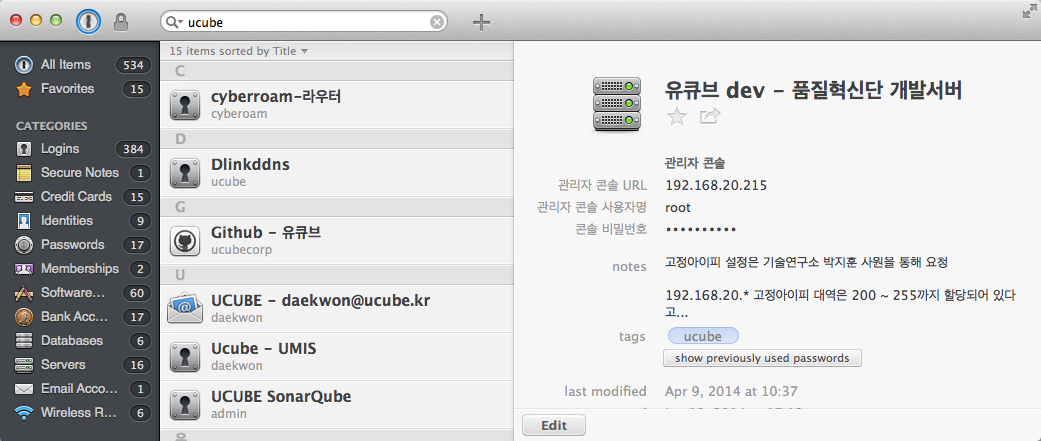 ucube
All Items 534
Favorites 15
CATEGORIES
Logins 384
Secure Notes 1
Credit Cards 15
Identities 9
Passwords 17
Memberships 2
Software... 60
Bank Acc... 17
Databases 6
Servers 16
Email Acco... 1
Wireless R... 6
15 items sorted by Title
C
cyberroam-라우터
cyberoam
D
Dlinkddns
ucube
G
Github - 유큐브
ucubecorp
U
UCUBE - daekwon@ucube.kr
daekwon
Ucube - UMIS
daekwon
UCUBE SonarQube
admin
유큐브 dev - 품질혁신단 개발서버
관리자 콘솔
관리자 콘솔 URL 192.168.20.215
관리자 콘솔 사용자명 root
콘솔 비밀번호 ••••••••••
notes 고정아이피 설정은 기술연구소 박지훈 사원을 통해 요청
192.168.20.* 고정아이피 대역은 200 ~ 255까지 할당되어 있다
고...
tags ucube
show previously used passwords
last modified Apr 9, 2014 at 10:37
Edit